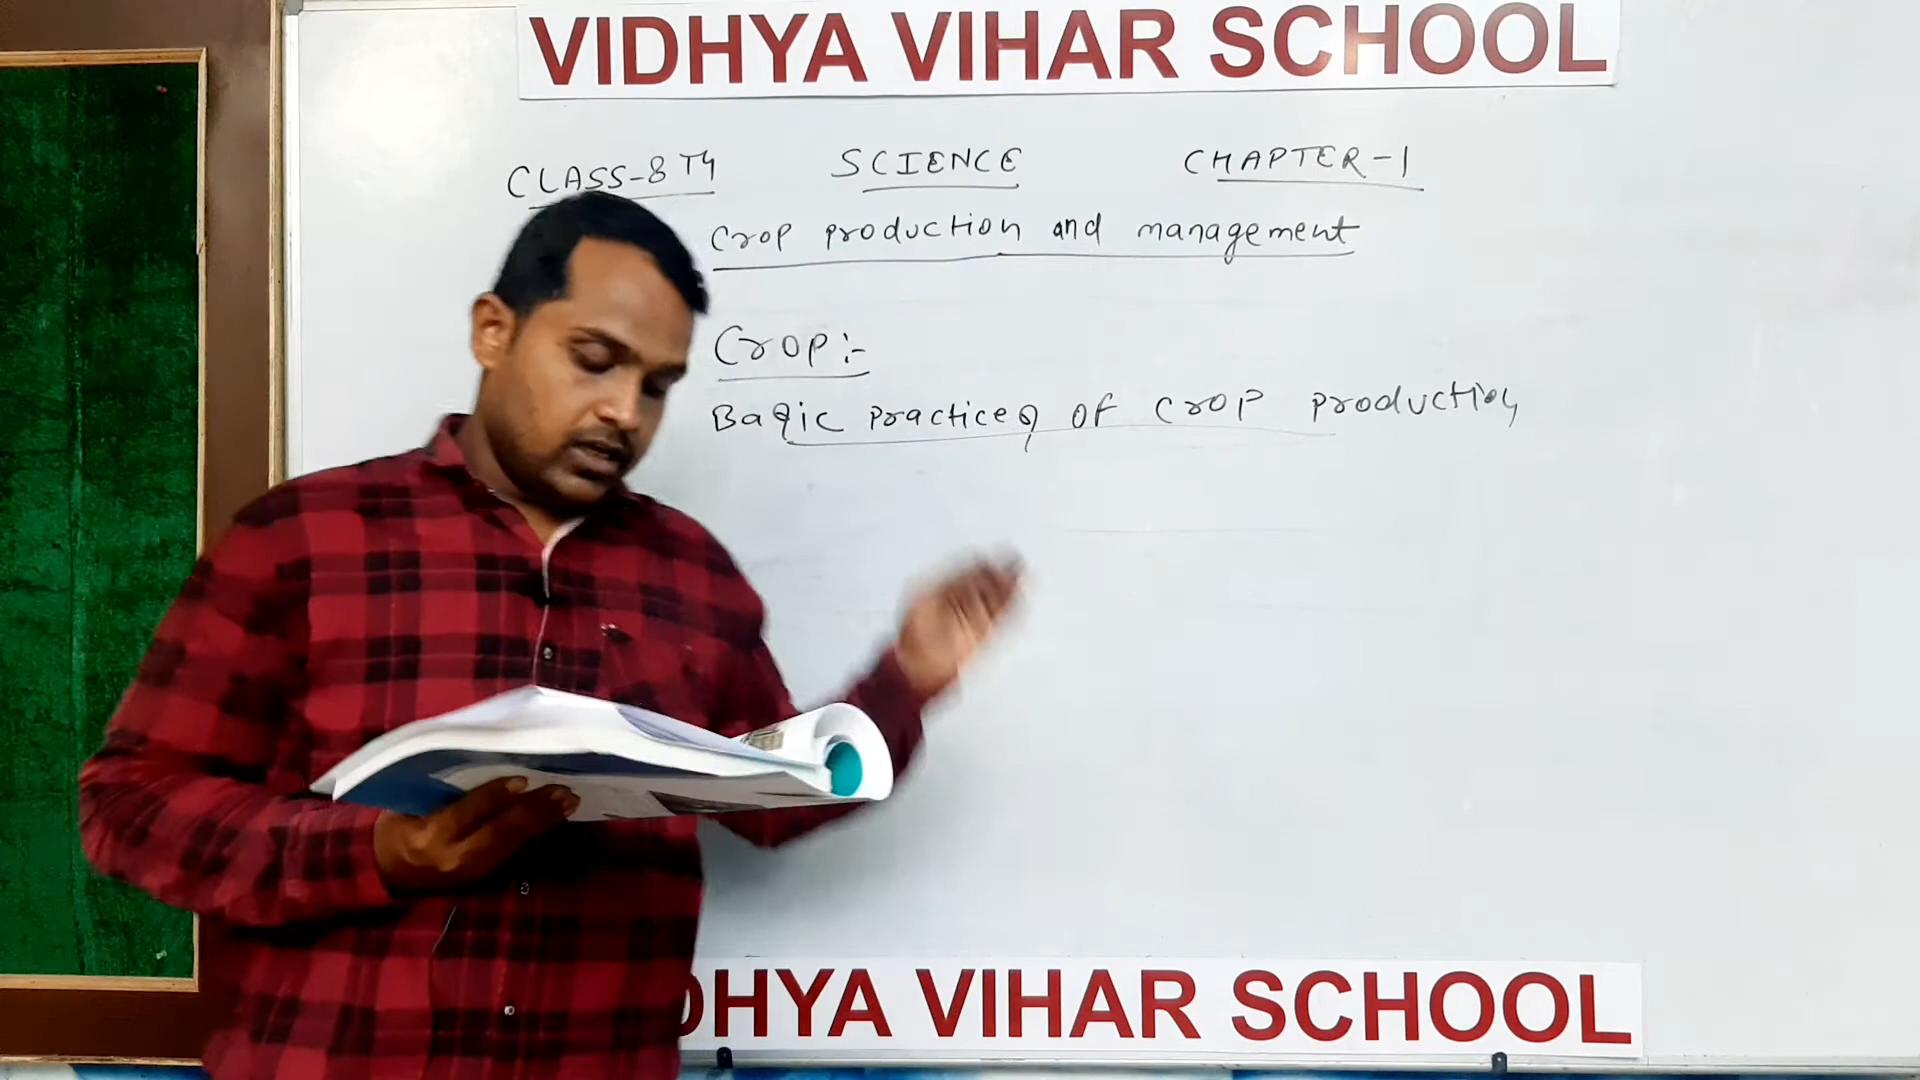 VIDHYA VIHAR SCHOOL
CLASS-8TH SCIENCE CHAPTER-1
Crop production and management
Crop:-
Basic practices of crop production
DHYA VIHAR SCHOOL